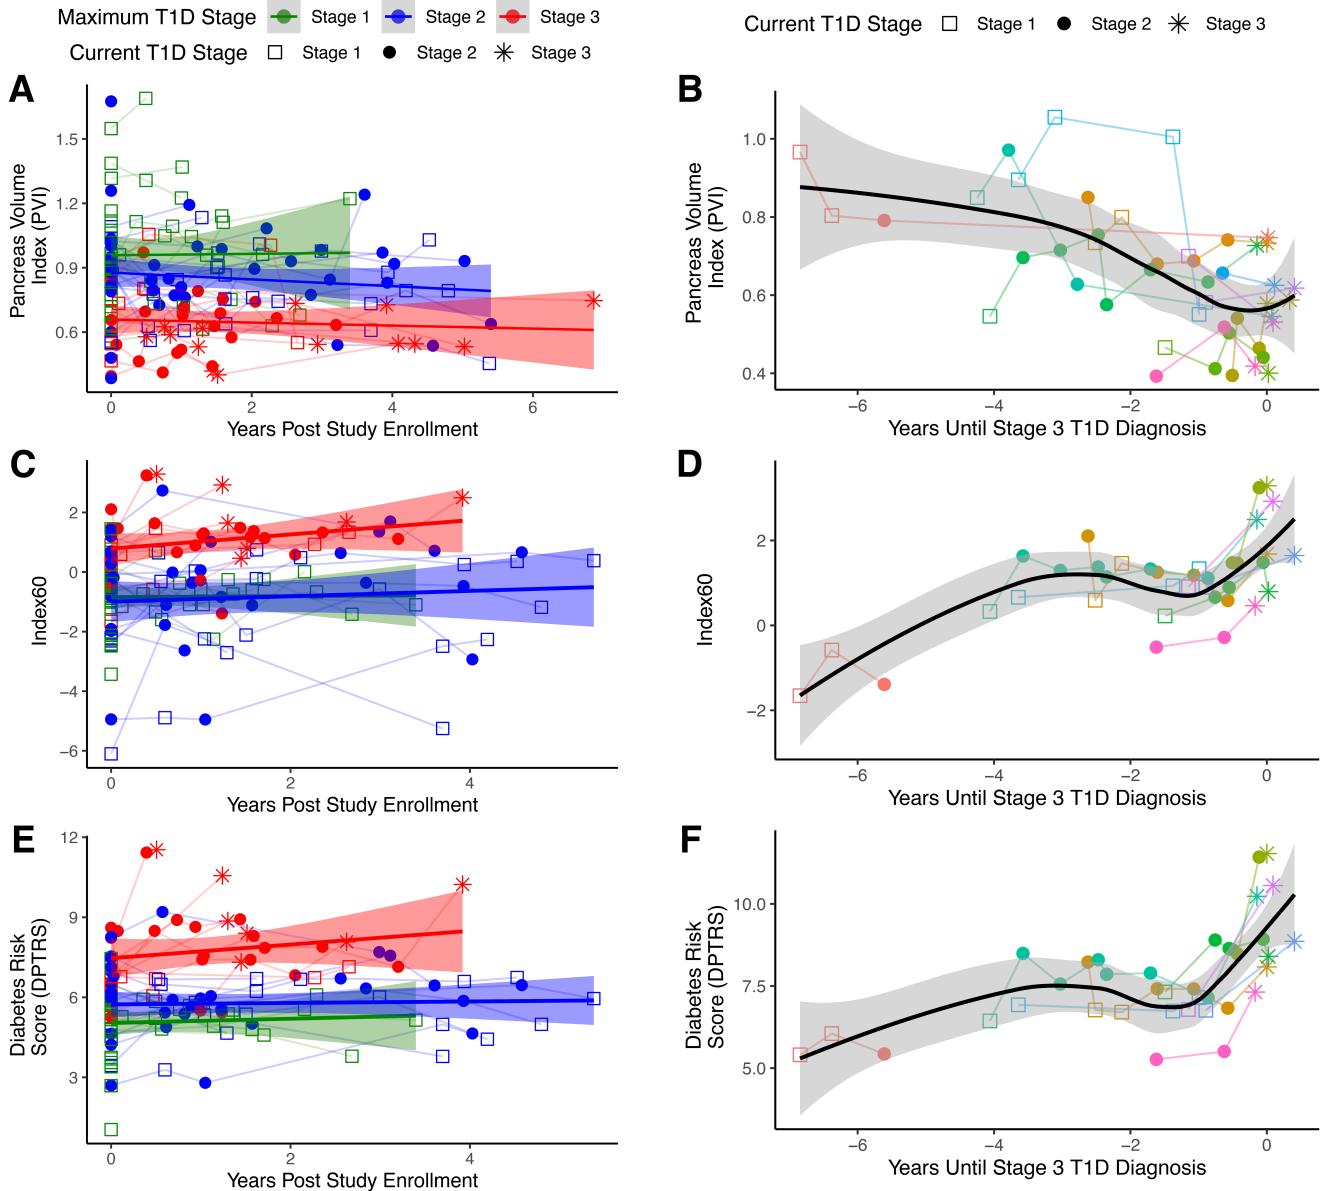 Maximum T1D Stage Stage 1 Stage 2 Stage 3
Current T1D Stage Stage 1 Stage 2 Stage 3
Current T1D Stage Stage 1 Stage 2 Stage 3
A
Pancreas Volume
Index (PVI)
1.5
1.2
0.9
0.6
0 2 4 6
Years Post Study Enrollment
B
Pancreas Volume
Index (PVI)
1.0
0.8
0.6
0.4
−6 −4 −2 0
Years Until Stage 3 T1D Diagnosis
C
Index60
2
0
−2
−4
−6
0 2 4
Years Post Study Enrollment
D
Index60
2
0
−2
−6 −4 −2 0
Years Until Stage 3 T1D Diagnosis
E
Diabetes Risk
Score (DPTRS)
12
9
6
3
0 2 4
Years Post Study Enrollment
F
Diabetes Risk
Score (DPTRS)
10.0
7.5
5.0
−6 −4 −2 0
Years Until Stage 3 T1D Diagnosis